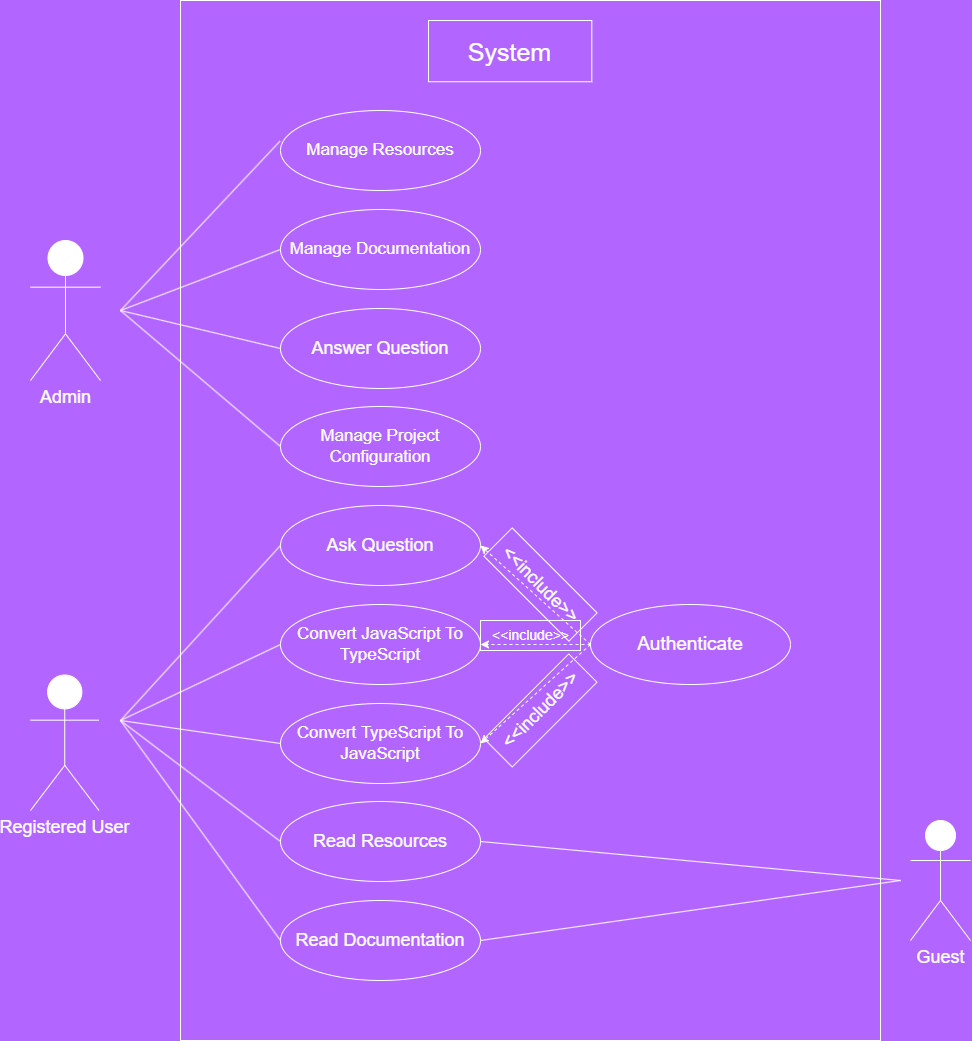 System
Manage Resources
Manage Documentation
Admin
Answer Question
Manage Project
Configuration
Ask Question
<<include>>
Convert JavaScript To
TypeScript
<<include>>
Authenticate
Registered User
Convert TypeScript To
JavaScript
<<include>>
Read Resources
Read Documentation
Guest